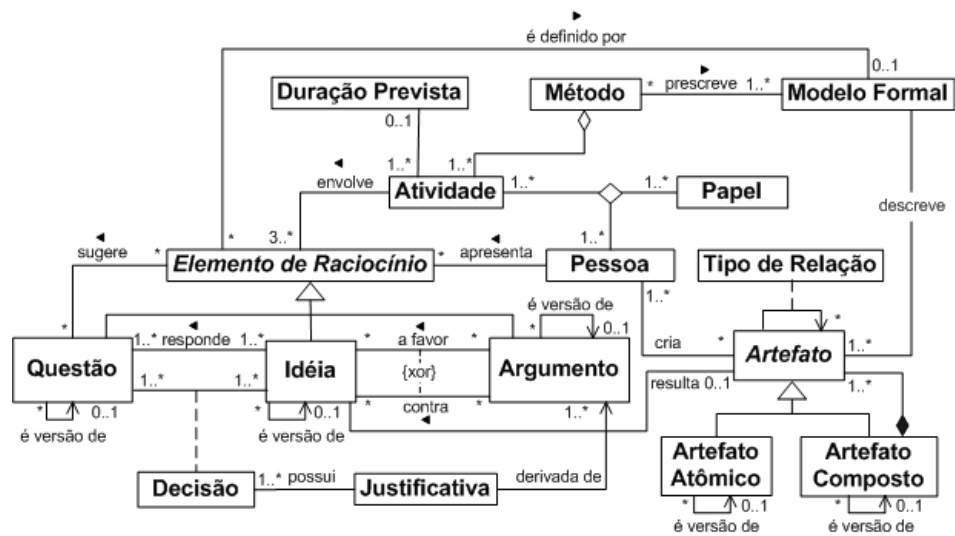 é definido por
0..1
Duração Prevista
Método
* prescreve 1..*
Modelo Formal
0..1
1..*
1..*
envolve
Atividade
1..*
1..*
Papel
descreve
sugere
*
3..*
*
1..*
Elemento de Raciocínio
*
apresenta
Pessoa
Tipo de Relação
1..*
é versão de
*
1..* responde 1..*
*
a favor
*
*
0..1
cria
*
*
1..*
Questão
Idéia
{xor}
Argumento
Artefato
1..*
1..*
*
contra
*
resulta 0..1
1..*
*
0..1
*
0..1
1..*
é versão de
é versão de
Artefato
Atômico
Artefato
Composto
Decisão
1..*
possui
Justificativa
derivada de
*
0..1
*
0..1
é versão de
é versão de